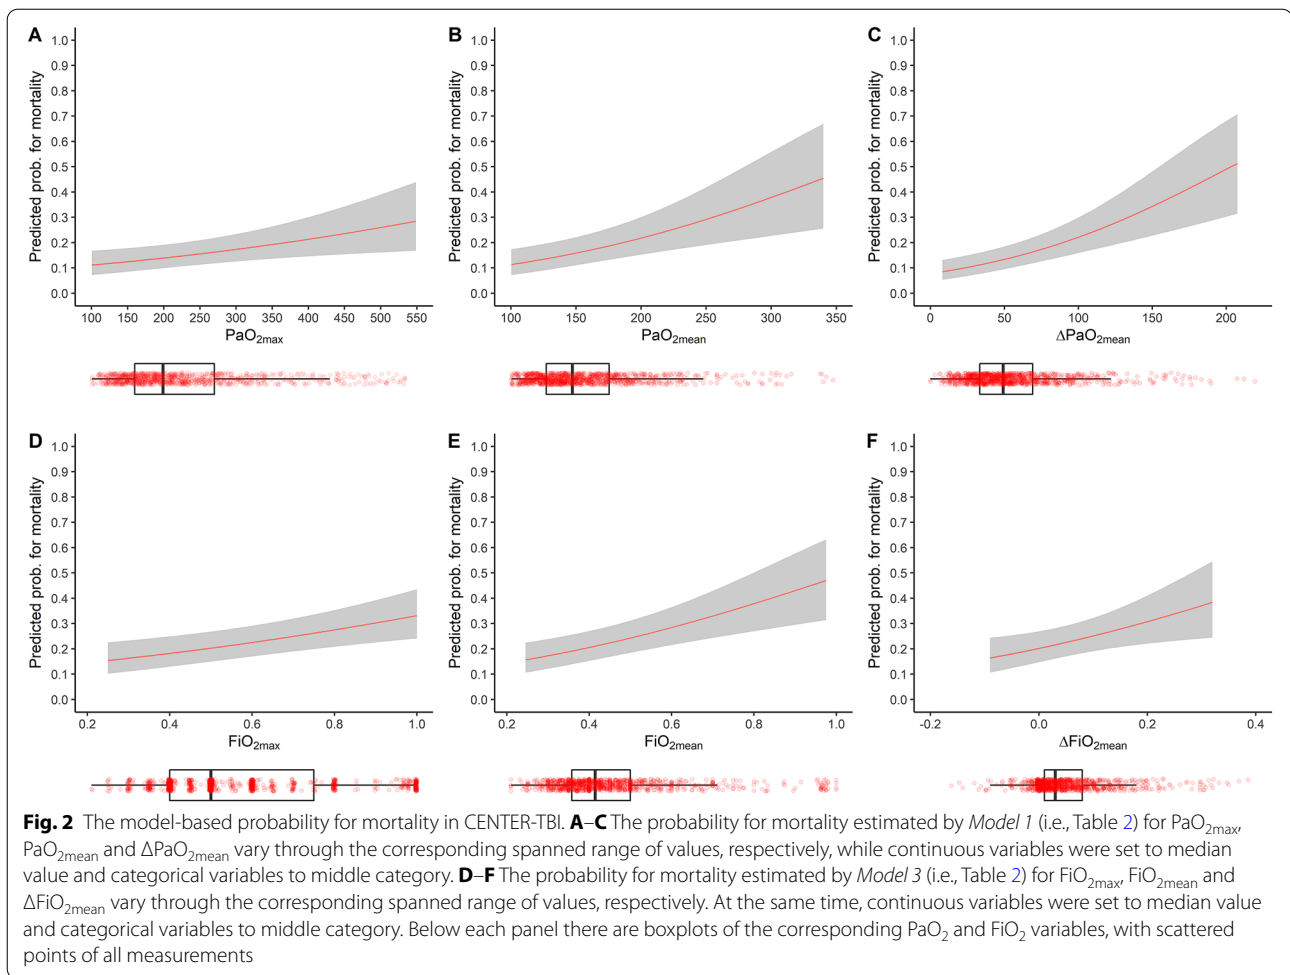 A
B
C
1.0
0.9
0.8
0.7
0.6
0.5
0.4
0.3
0.2
0.1
0.0
Predicted prob. for mortality
100 150 200 250 300 350 400 450 500 550
PaO2max
1.0
0.9
0.8
0.7
0.6
0.5
0.4
0.3
0.2
0.1
0.0
Predicted prob. for mortality
100 150 200 250 300 350
PaO2mean
1.0
0.9
0.8
0.7
0.6
0.5
0.4
0.3
0.2
0.1
0.0
Predicted prob. for mortality
0 50 100 150 200
ΔPaO2mean
D
E
F
1.0
0.9
0.8
0.7
0.6
0.5
0.4
0.3
0.2
0.1
0.0
Predicted prob. for mortality
0.2 0.4 0.6 0.8 1.0
FiO2max
1.0
0.9
0.8
0.7
0.6
0.5
0.4
0.3
0.2
0.1
0.0
Predicted prob. for mortality
0.2 0.4 0.6 0.8 1.0
FiO2mean
1.0
0.9
0.8
0.7
0.6
0.5
0.4
0.3
0.2
0.1
0.0
Predicted prob. for mortality
-0.2 0.0 0.2 0.4
ΔFiO2mean
Fig. 2 The model-based probability for mortality in CENTER-TBI. A–C The probability for mortality estimated by Model 1 (i.e., Table 2) for PaO2max,
PaO2mean and ΔPaO2mean vary through the corresponding spanned range of values, respectively, while continuous variables were set to median
value and categorical variables to middle category. D–F The probability for mortality estimated by Model 3 (i.e., Table 2) for FiO2max, FiO2mean and
ΔFiO2mean vary through the corresponding spanned range of values, respectively. At the same time, continuous variables were set to median value
and categorical variables to middle category. Below each panel there are boxplots of the corresponding PaO2 and FiO2 variables, with scattered
points of all measurements